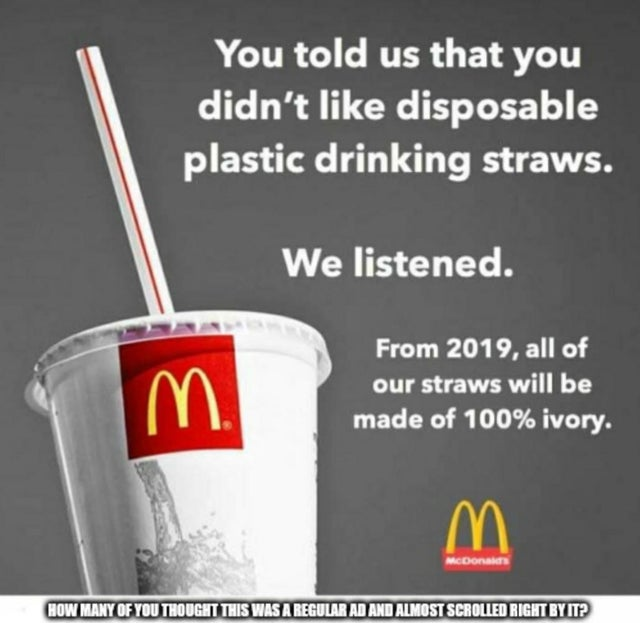 You told us that you
didn't like disposable
plastic drinking straws.
We listened.
From 2019, all of
our straws will be
made of 100% ivory.
M®
M
McDonald's
HOW MANY OF YOU THOUGHT THIS WAS A REGULAR AD AND ALMOST SCROLLED RIGHT BY IT?